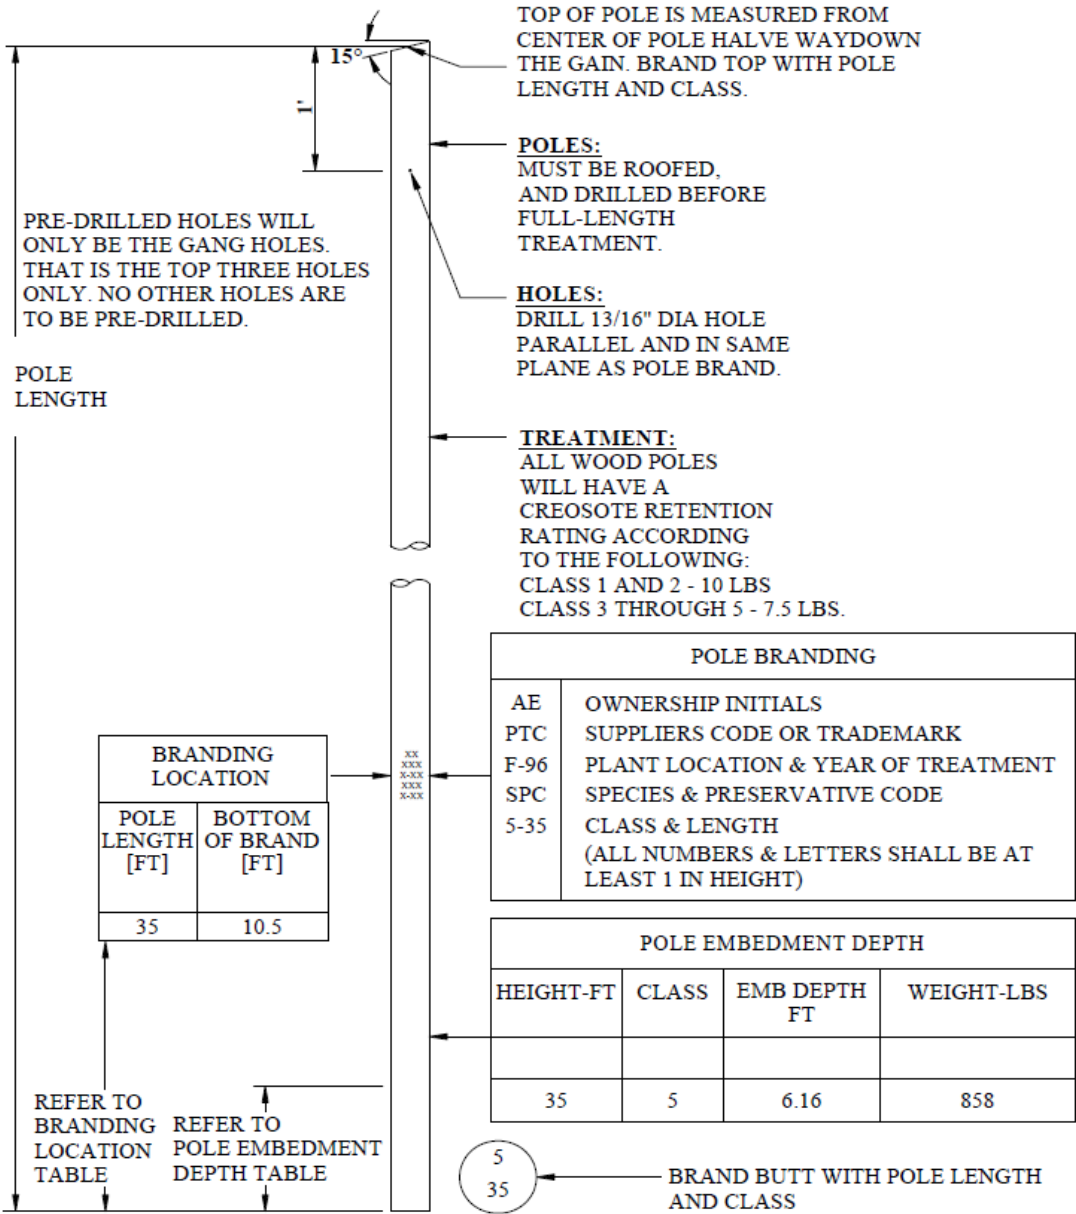 TOP OF POLE IS MEASURED FROM
CENTER OF POLE HALVE WAYDOWN
THE GAIN. BRAND TOP WITH POLE
LENGTH AND CLASS.
15°
1'
POLES:
MUST BE ROOFED,
AND DRILLED BEFORE
FULL-LENGTH
TREATMENT.
PRE-DRILLED HOLES WILL
ONLY BE THE GANG HOLES.
THAT IS THE TOP THREE HOLES
ONLY. NO OTHER HOLES ARE
TO BE PRE-DRILLED.
HOLES:
DRILL 13/16" DIA HOLE
PARALLEL AND IN SAME
PLANE AS POLE BRAND.
POLE
LENGTH
TREATMENT:
ALL WOOD POLES
WILL HAVE A
CREOSOTE RETENTION
RATING ACCORDING
TO THE FOLLOWING:
CLASS 1 AND 2 - 10 LBS
CLASS 3 THROUGH 5 - 7.5 LBS.
POLE BRANDING
AE OWNERSHIP INITIALS
PTC SUPPLIERS CODE OR TRADEMARK
F-96 PLANT LOCATION & YEAR OF TREATMENT
SPC SPECIES & PRESERVATIVE CODE
5-35 CLASS & LENGTH
(ALL NUMBERS & LETTERS SHALL BE AT
LEAST 1 IN HEIGHT)
BRANDING
LOCATION
POLE
LENGTH
[FT]
BOTTOM
OF BRAND
[FT]
35 10.5
XX
XXX
X-XX
XXX
X-XX
POLE EMBEDMENT DEPTH
HEIGHT-FT CLASS EMB DEPTH
FT WEIGHT-LBS
35 5 6.16 858
REFER TO
BRANDING
LOCATION
TABLE
REFER TO
POLE EMBEDMENT
DEPTH TABLE
5
35
BRAND BUTT WITH POLE LENGTH
AND CLASS